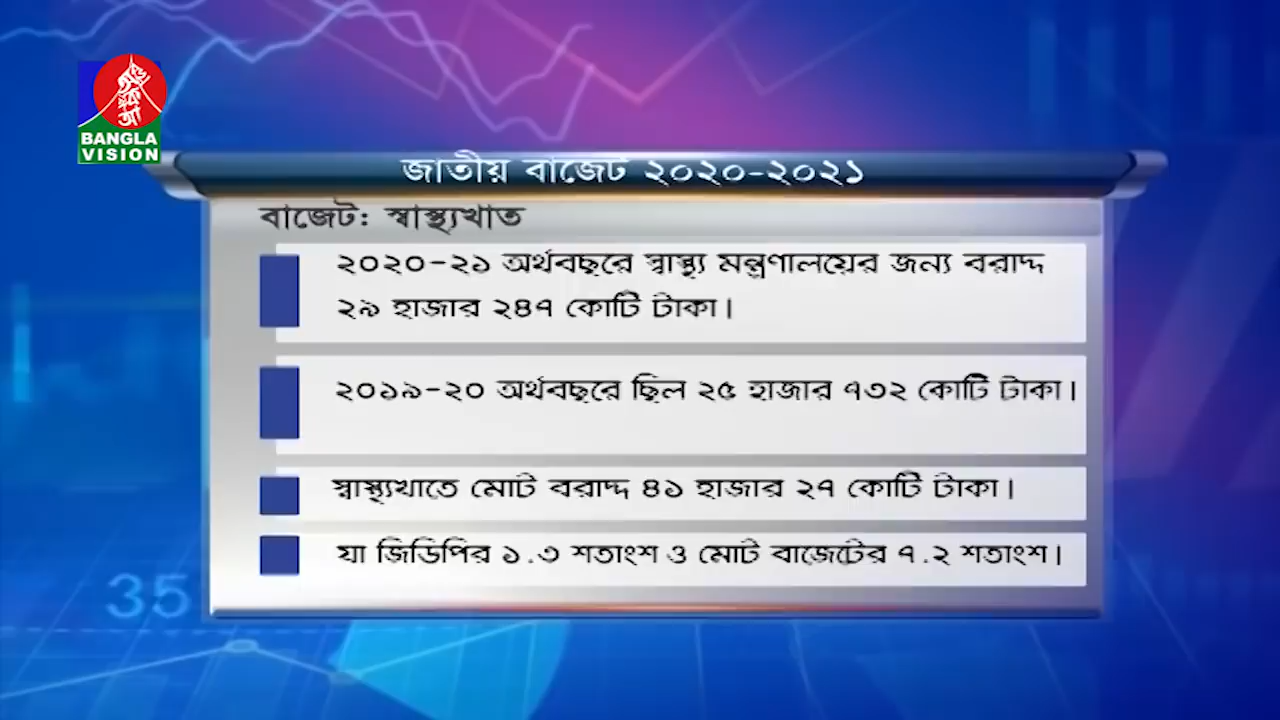 BANGLA
VISION
জাতীয় বাজেট ২০২০-২০২১
বাজেট: স্বাস্থ্যখাত
২০২০-২১ অর্থবছরে স্বাস্থ্য মন্ত্রণালয়ের জন্য বরাদ্দ
২৯ হাজার ২৪৭ কোটি টাকা।
২০১৯-২০ অর্থবছরে ছিল ২৫ হাজার ৭৩২ কোটি টাকা।
স্বাস্থ্যখাতে মোট বরাদ্দ ৪১ হাজার ২৭ কোটি টাকা।
যা জিডিপির ১.৩ শতাংশ ও মোট বাজেটের ৭.২ শতাংশ।
35